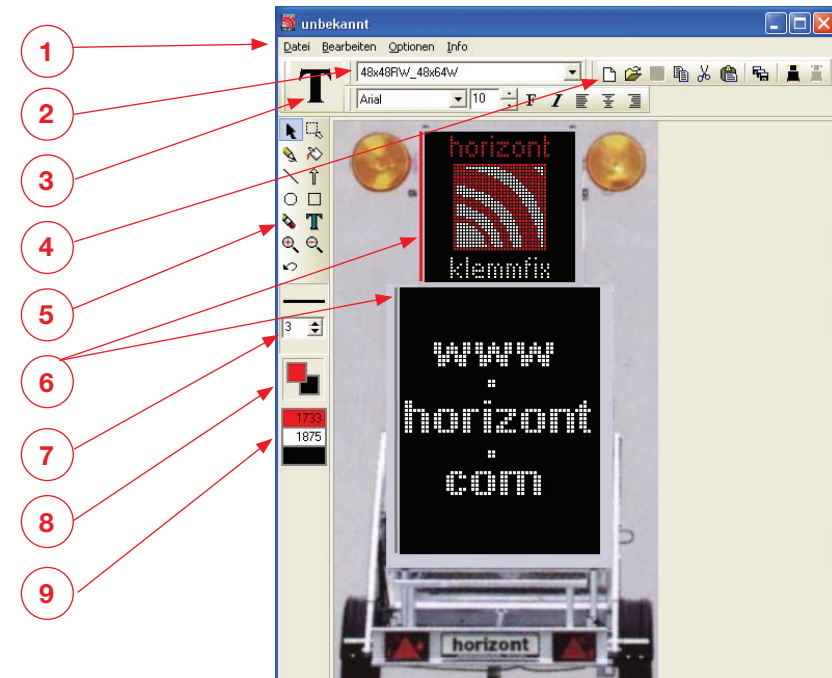 unbekannt
Datei Bearbeiten Optionen Info
48x48RW_48x64W
T
Arial 10 F I
T
3
1733
1875
horizont
klemmfix
www
.
horizont
.
com
horizont
1
2
3
4
5
6
7
8
9